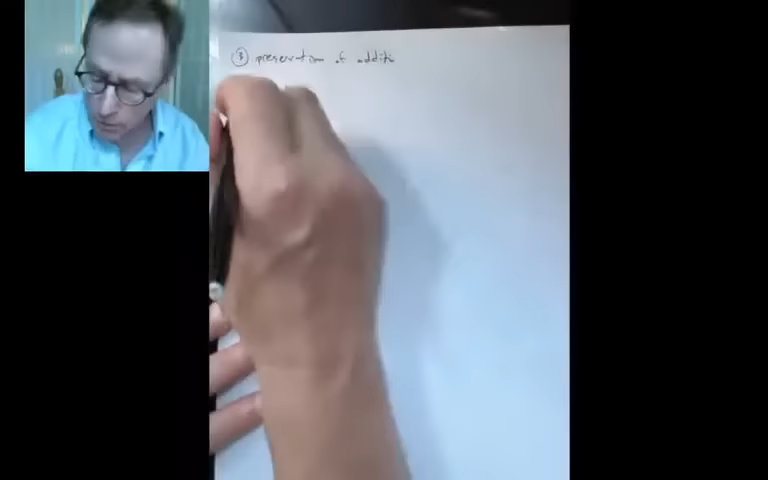 ③ preservation of additi